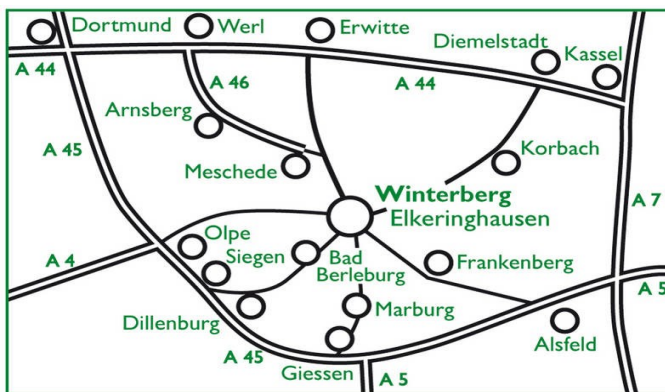 Dortmund
Werl
Erwitte
Diemelstadt
Kassel
A 44
A 46
A 44
Arnsberg
A 45
Meschede
Korbach
Winterberg
Elkeringhausen
A 7
Olpe
Siegen
Bad
Berleburg
Frankenberg
A 4
A 5
Dillenburg
Marburg
A 45
Giessen
A 5
Alsfeld